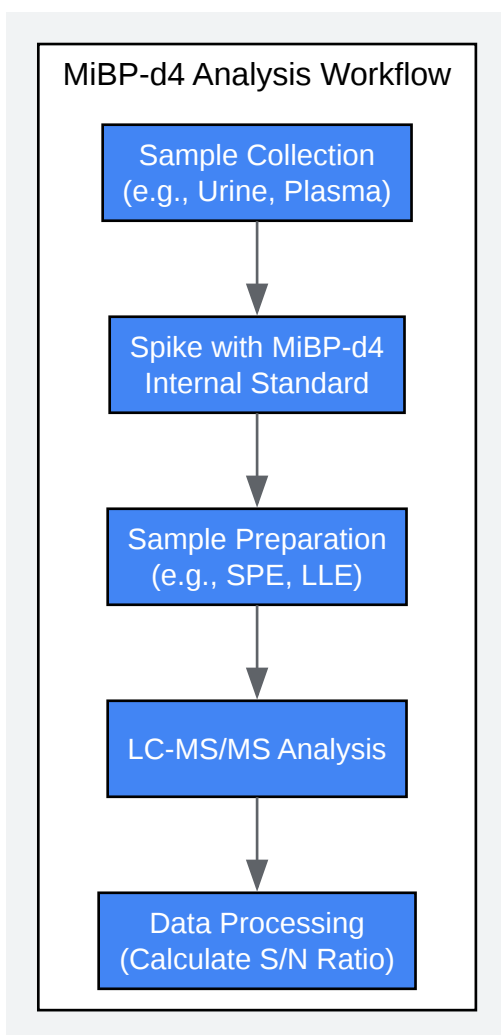 MiBP-d4 Analysis Workflow
Sample Collection
(e.g., Urine, Plasma)
Spike with MiBP-d4
Internal Standard
Sample Preparation
(e.g., SPE, LLE)
LC-MS/MS Analysis
Data Processing
(Calculate S/N Ratio)